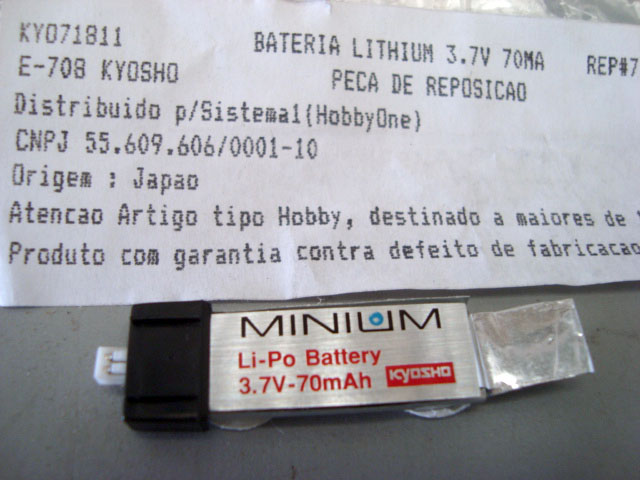 KY071811 BATERIA LITHIUM 3.7V 70MA REP#7
E-708 KYOSHO PECA DE REPOSICAO
Distribuido p/Sistema1(HobbyOne)
CNPJ 55.609.606/0001-10
Origem : Japao
Atencao Artigo tipo Hobby, destinado a maiores de
Produto com garantia contra defeito de fabricacao
MINIUM
Li-Po Battery
3.7V-70mAh KYOSHO